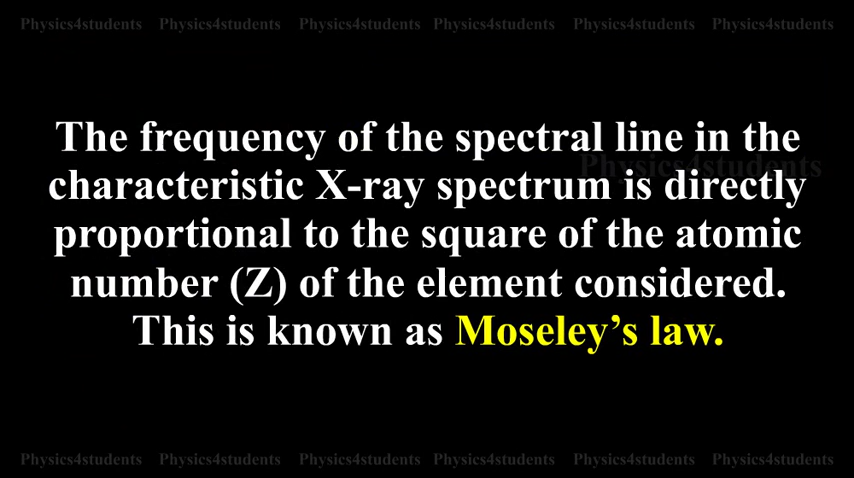 Physics4students Physics4students Physics4students Physics4students Physics4students Physics4students
The frequency of the spectral line in the
Physics4students
characteristic X-ray spectrum is directly
proportional to the square of the atomic
number (Z) of the element considered.
This is known as Moseley’s law.
Physics4students Physics4students Physics4students Physics4students Physics4students Physics4students